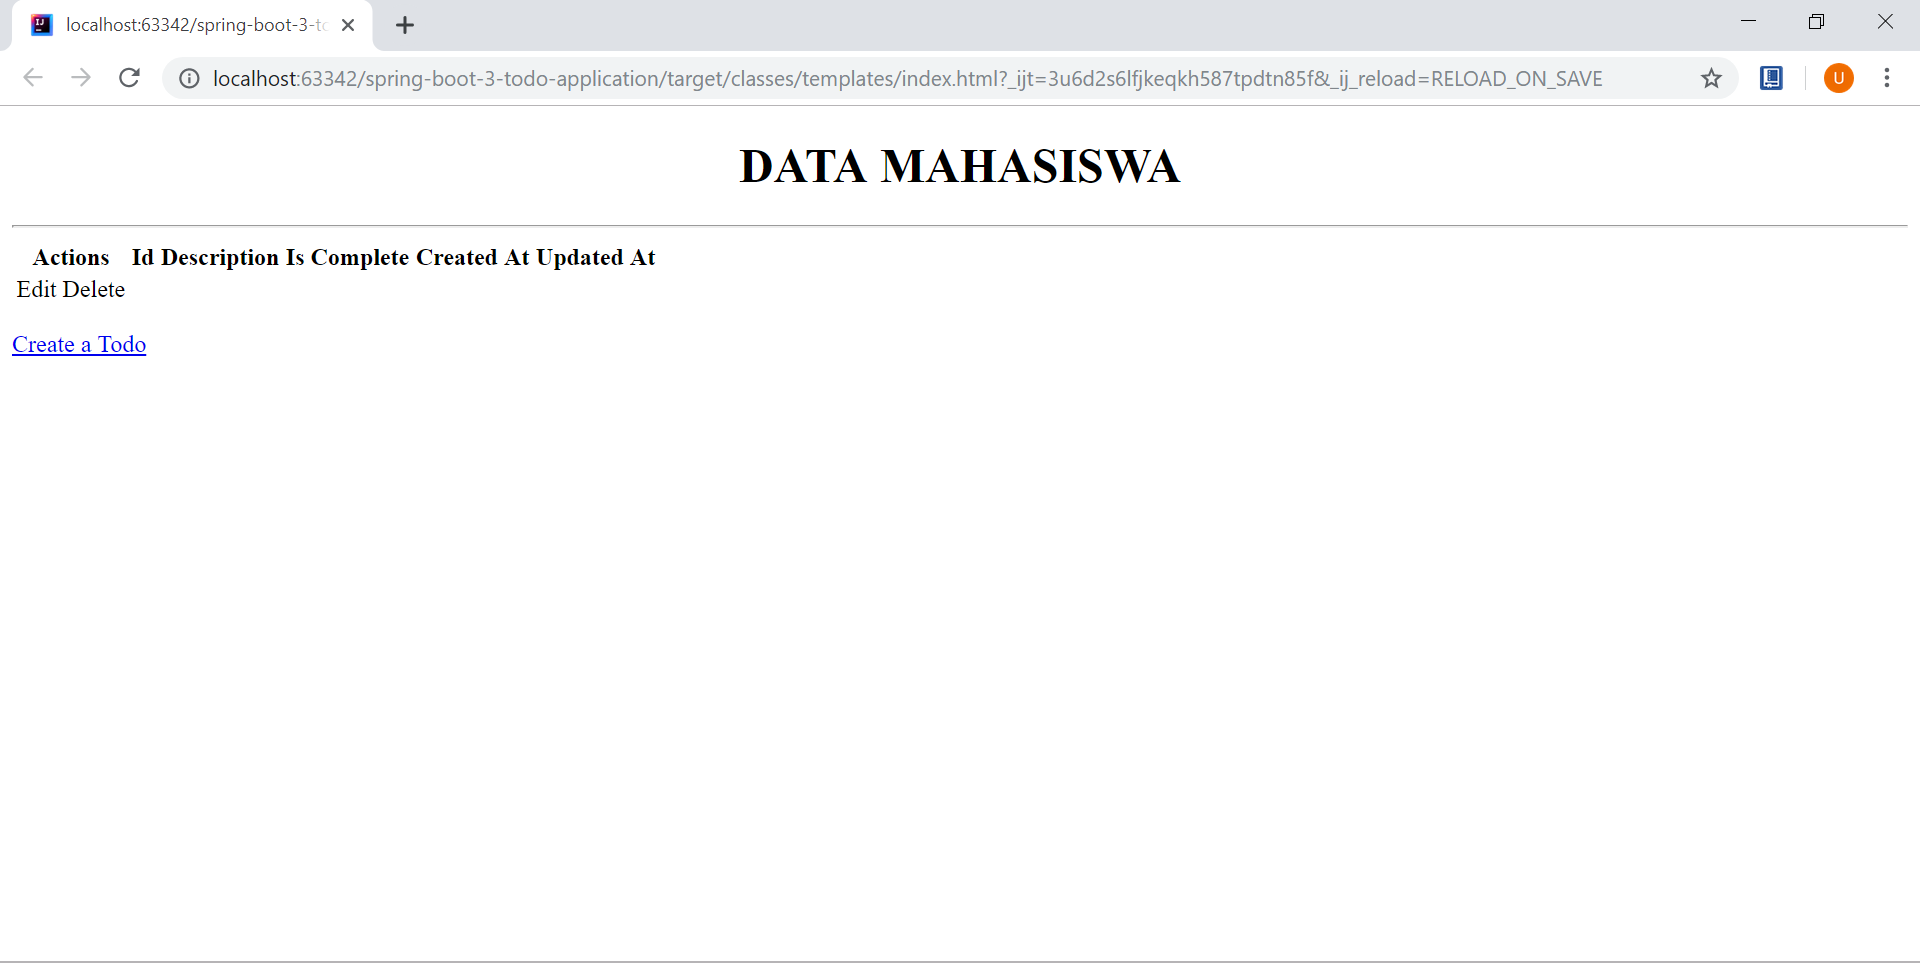 localhost:63342/spring-boot-3-to
localhost:63342/spring-boot-3-todo-application/target/classes/templates/index.html?_ijt=3u6d2s6lfjkeqkh587tpdtn85f&_ij_reload=RELOAD_ON_SAVE
U
DATA MAHASISWA
Actions Id Description Is Complete Created At Updated At
Edit Delete
Create a Todo